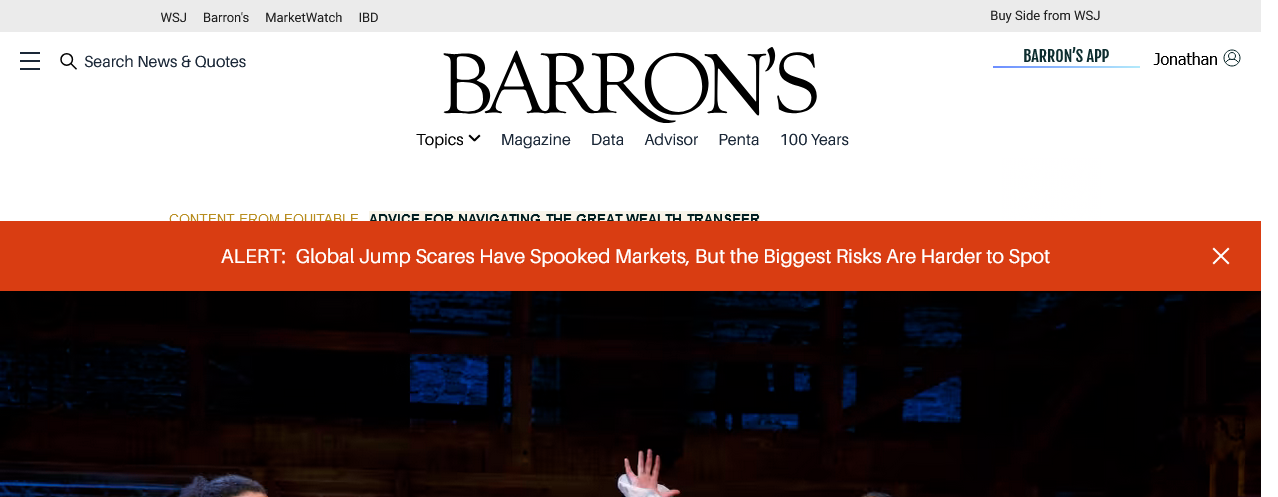 WSJ Barron's MarketWatch IBD Buy Side from WSJ
Search News & Quotes
BARRON'S
BARRON'S APP
Jonathan
Topics Magazine Data Advisor Penta 100 Years
CONTENT FROM EQUITABLE ADVICE FOR NAVIGATING THE GREAT WEALTH TRANSFER
ALERT: Global Jump Scares Have Spooked Markets, But the Biggest Risks Are Harder to Spot